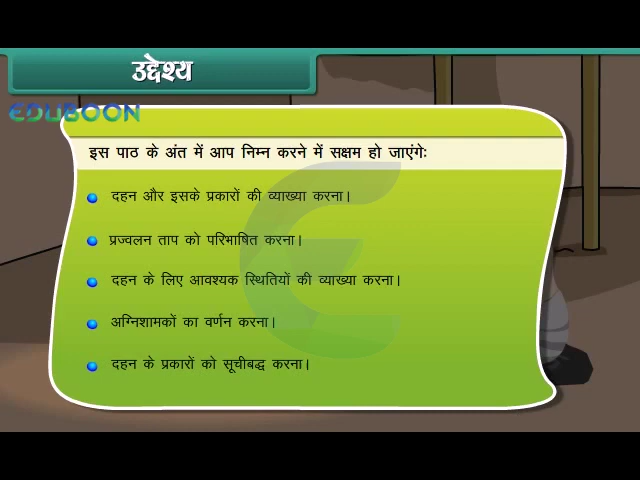 उद्देश्य
EDUBOON
इस पाठ के अंत में आप निम्न करने में सक्षम हो जाएंगेः
दहन और इसके प्रकारों की व्याख्या करना।
प्रज्वलन ताप को परिभाषित करना।
दहन के लिए आवश्यक स्थितियों की व्याख्या करना।
अग्निशामकों का वर्णन करना।
दहन के प्रकारों को सूचीबद्ध करना।